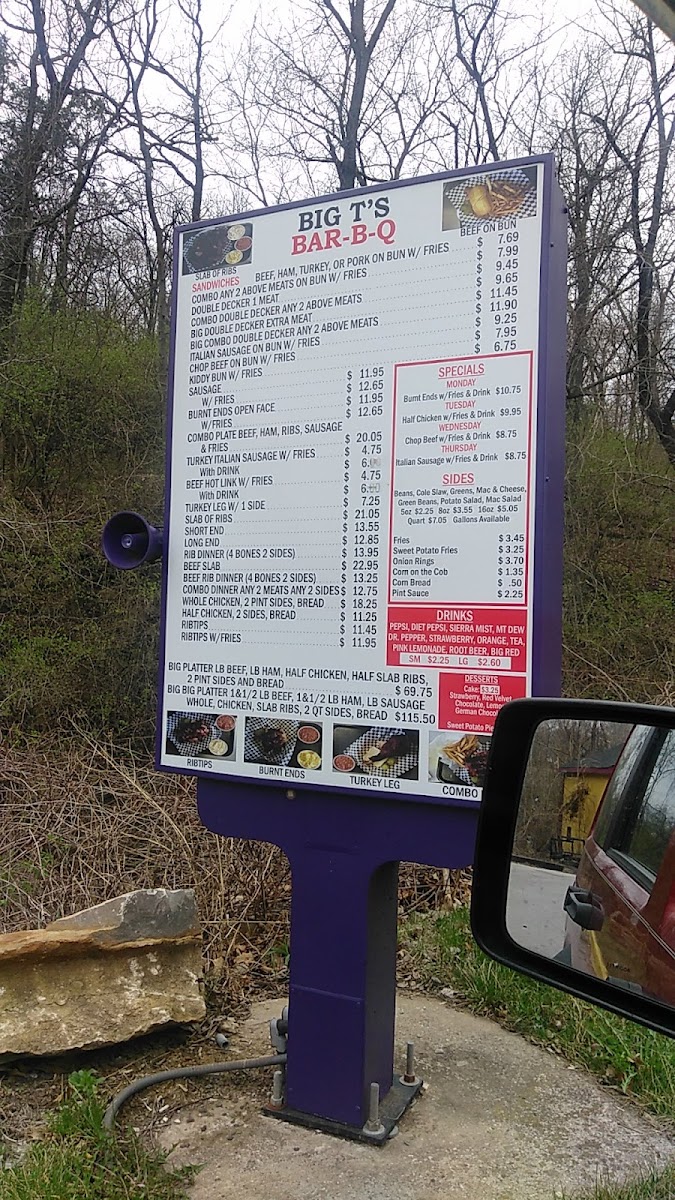 BIG T'S
BAR-B-Q
SLAB OF RIBS
BEEF ON BUN
SANDWICHES BEEF, HAM, TURKEY, OR PORK ON BUN W/ FRIES $ 7.69
COMBO ANY 2 ABOVE MEATS ON BUN W/ FRIES $ 7.99
DOUBLE DECKER 1 MEAT $ 9.45
COMBO DOUBLE DECKER ANY 2 ABOVE MEATS $ 9.65
BIG DOUBLE DECKER EXTRA MEAT $ 11.45
BIG COMBO DOUBLE DECKER ANY 2 ABOVE MEATS $ 11.90
ITALIAN SAUSAGE ON BUN W/ FRIES $ 9.25
CHOP BEEF ON BUN W/ FRIES $ 7.95
KIDDY BUN W/ FRIES $ 6.75
SAUSAGE $ 11.95
W/ FRIES $ 12.65
BURNT ENDS OPEN FACE $ 11.95
W/FRIES $ 12.65
COMBO PLATE BEEF, HAM, RIBS, SAUSAGE
& FRIES $ 20.05
TURKEY ITALIAN SAUSAGE W/ FRIES $ 4.75
With DRINK $ 6.
BEEF HOT LINK W/ FRIES $ 4.75
With DRINK $ 6.
TURKEY LEG W/ 1 SIDE $ 7.25
SLAB OF RIBS $ 21.05
SHORT END $ 13.55
LONG END $ 12.85
RIB DINNER (4 BONES 2 SIDES) $ 13.95
BEEF SLAB $ 22.95
BEEF RIB DINNER (4 BONES 2 SIDES) $ 13.25
COMBO DINNER ANY 2 MEATS ANY 2 SIDES $ 12.75
WHOLE CHICKEN, 2 PINT SIDES, BREAD $ 18.25
HALF CHICKEN, 2 SIDES, BREAD $ 11.25
RIBTIPS $ 11.45
RIBTIPS W/FRIES $ 11.95
BIG PLATTER LB BEEF, LB HAM, HALF CHICKEN, HALF SLAB RIBS,
2 PINT SIDES AND BREAD $ 69.75
BIG BIG PLATTER 1&1/2 LB BEEF, 1&1/2 LB HAM, LB SAUSAGE
WHOLE, CHICKEN, SLAB RIBS, 2 QT SIDES, BREAD $115.50
SPECIALS
MONDAY
Burnt Ends w/Fries & Drink $10.75
TUESDAY
Half Chicken w/Fries & Drink $9.95
WEDNESDAY
Chop Beef w/Fries & Drink $8.75
THURSDAY
Italian Sausage w/Fries & Drink $8.75
SIDES
Beans, Cole Slaw, Greens, Mac & Cheese,
Green Beans, Potato Salad, Mac Salad
5oz $2.25 8oz $3.55 16oz $5.05
Quart $7.05 Gallons Available
Fries $ 3.45
Sweet Potato Fries $ 3.25
Onion Rings $ 3.70
Corn on the Cob $ 1.35
Corn Bread $ .50
Pint Sauce $ 2.25
DRINKS
PEPSI, DIET PEPSI, SIERRA MIST, MT DEW
DR. PEPPER, STRAWBERRY, ORANGE, TEA,
PINK LEMONADE, ROOT BEER, BIG RED
SM $2.25 LG $2.60
DESSERTS
Cake: $3.25
Strawberry, Red Velvet
Chocolate,
German
Sweet Potato
RIBTIPS
BURNT ENDS
TURKEY LEG
COMBO